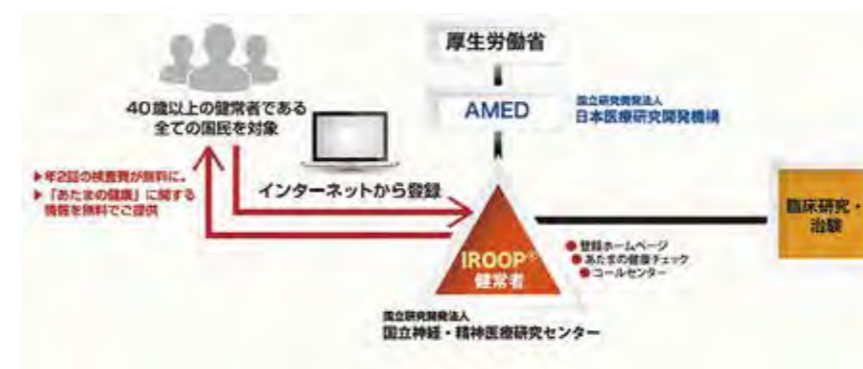 厚生労働省
AMED
国立研究開発法人
日本医療研究開発機構
40歳以上の健常者である
全ての国民を対象
▶年2回の検査費が無料に。
▶「あたまの健康」に関する
情報を無料でご提供
インターネットから登録
IROOP®
健常者
●登録ホームページ
●あたまの健康チェック
●コールセンター
臨床研究・
治験
国立研究開発法人
国立神経・精神医療研究センター